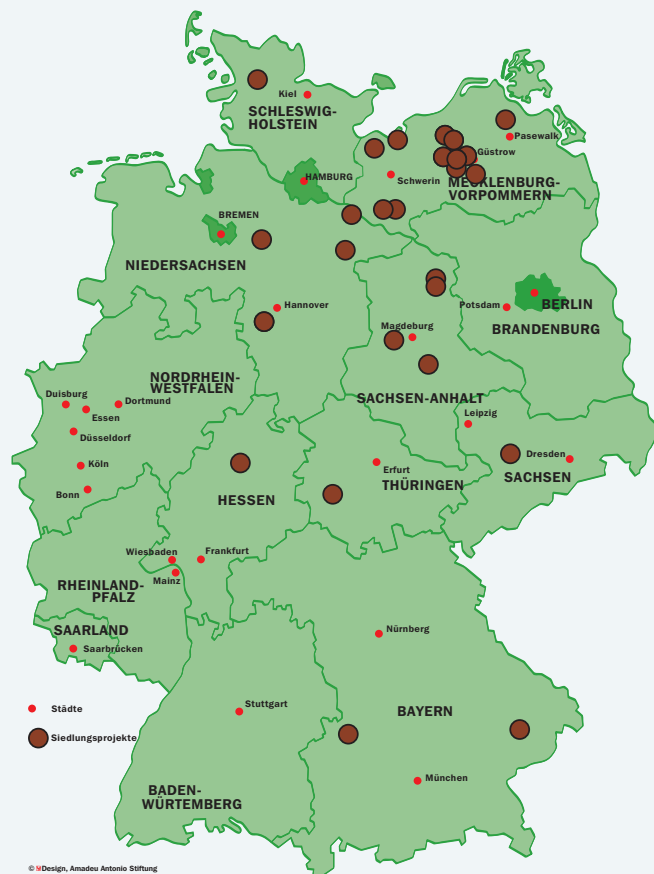 Kiel
SCHLESWIG-
HOLSTEIN
Pasewalk
Güstrow
HAMBURG
Schwerin
MECKLENBURG-
VORPOMMERN
BREMEN
NIEDERSACHSEN
Hannover
Potsdam
BERLIN
BRANDENBURG
Magdeburg
NORDRHEIN-
WESTFALEN
SACHSEN-ANHALT
Duisburg
Dortmund
Essen
Leipzig
Düsseldorf
Köln
Dresden
Erfurt
SACHSEN
THÜRINGEN
Bonn
HESSEN
Wiesbaden
Frankfurt
Mainz
RHEINLAND-
PFALZ
SAARLAND
Nürnberg
Saarbrücken
Stuttgart
Städte
BAYERN
Siedlungsprojekte
München
BADEN-
WÜRTEMBERG
© MDesign, Amadeu Antonio Stiftung